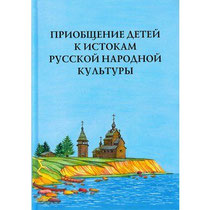 ПРИОБЩЕНИЕ ДЕТЕЙ
К ИСТОКАМ
РУССКОЙ НАРОДНОЙ
КУЛЬТУРЫ